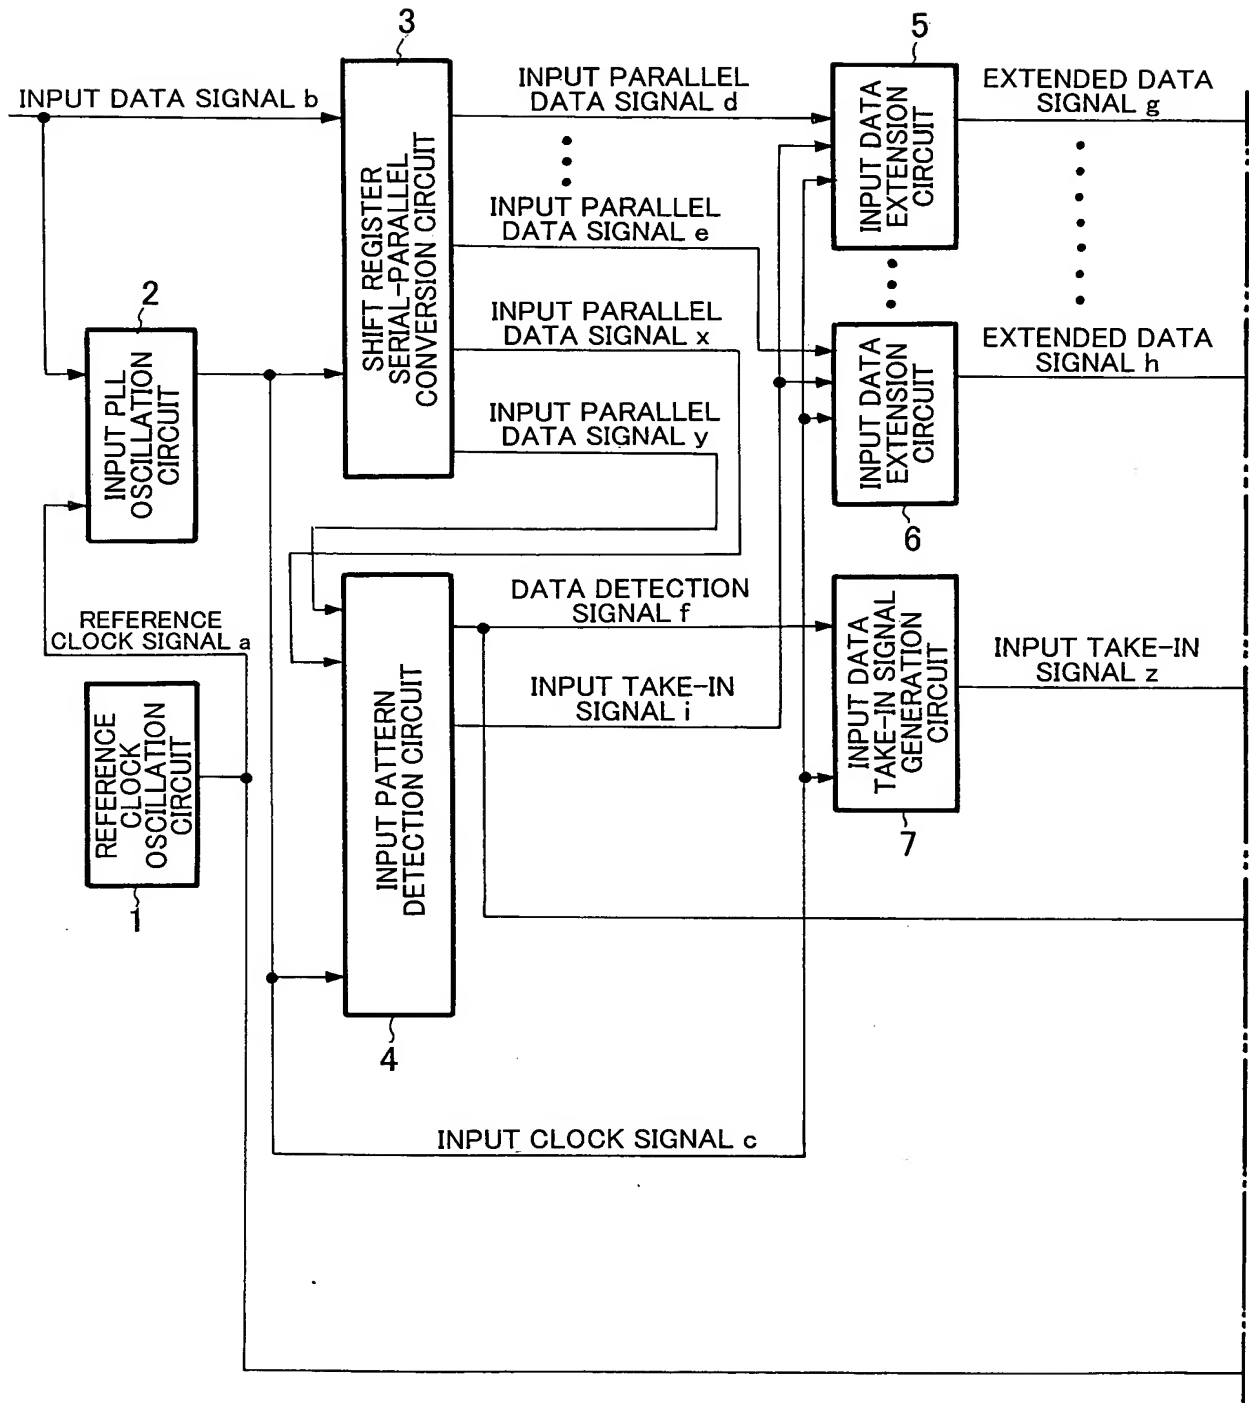 3
5
INPUT DATA SIGNAL b
INPUT PARALLEL
DATA SIGNAL d
EXTENDED DATA
SIGNAL g
SHIFT REGISTER
SERIAL-PARALLEL
CONVERSION CIRCUIT
INPUT DATA
EXTENSION
CIRCUIT
INPUT PARALLEL
DATA SIGNAL e
2
INPUT PLL
OSCILLATION
CIRCUIT
INPUT PARALLEL
DATA SIGNAL x
EXTENDED DATA
SIGNAL h
INPUT DATA
EXTENSION
CIRCUIT
6
INPUT PARALLEL
DATA SIGNAL y
REFERENCE
CLOCK SIGNAL a
DATA DETECTION
SIGNAL f
INPUT DATA
TAKE-IN SIGNAL
GENERATION
CIRCUIT
7
INPUT TAKE-IN
SIGNAL z
INPUT TAKE-IN
SIGNAL i
REFERENCE
CLOCK
OSCILLATION
CIRCUIT
1
INPUT PATTERN
DETECTION CIRCUIT
4
INPUT CLOCK SIGNAL c